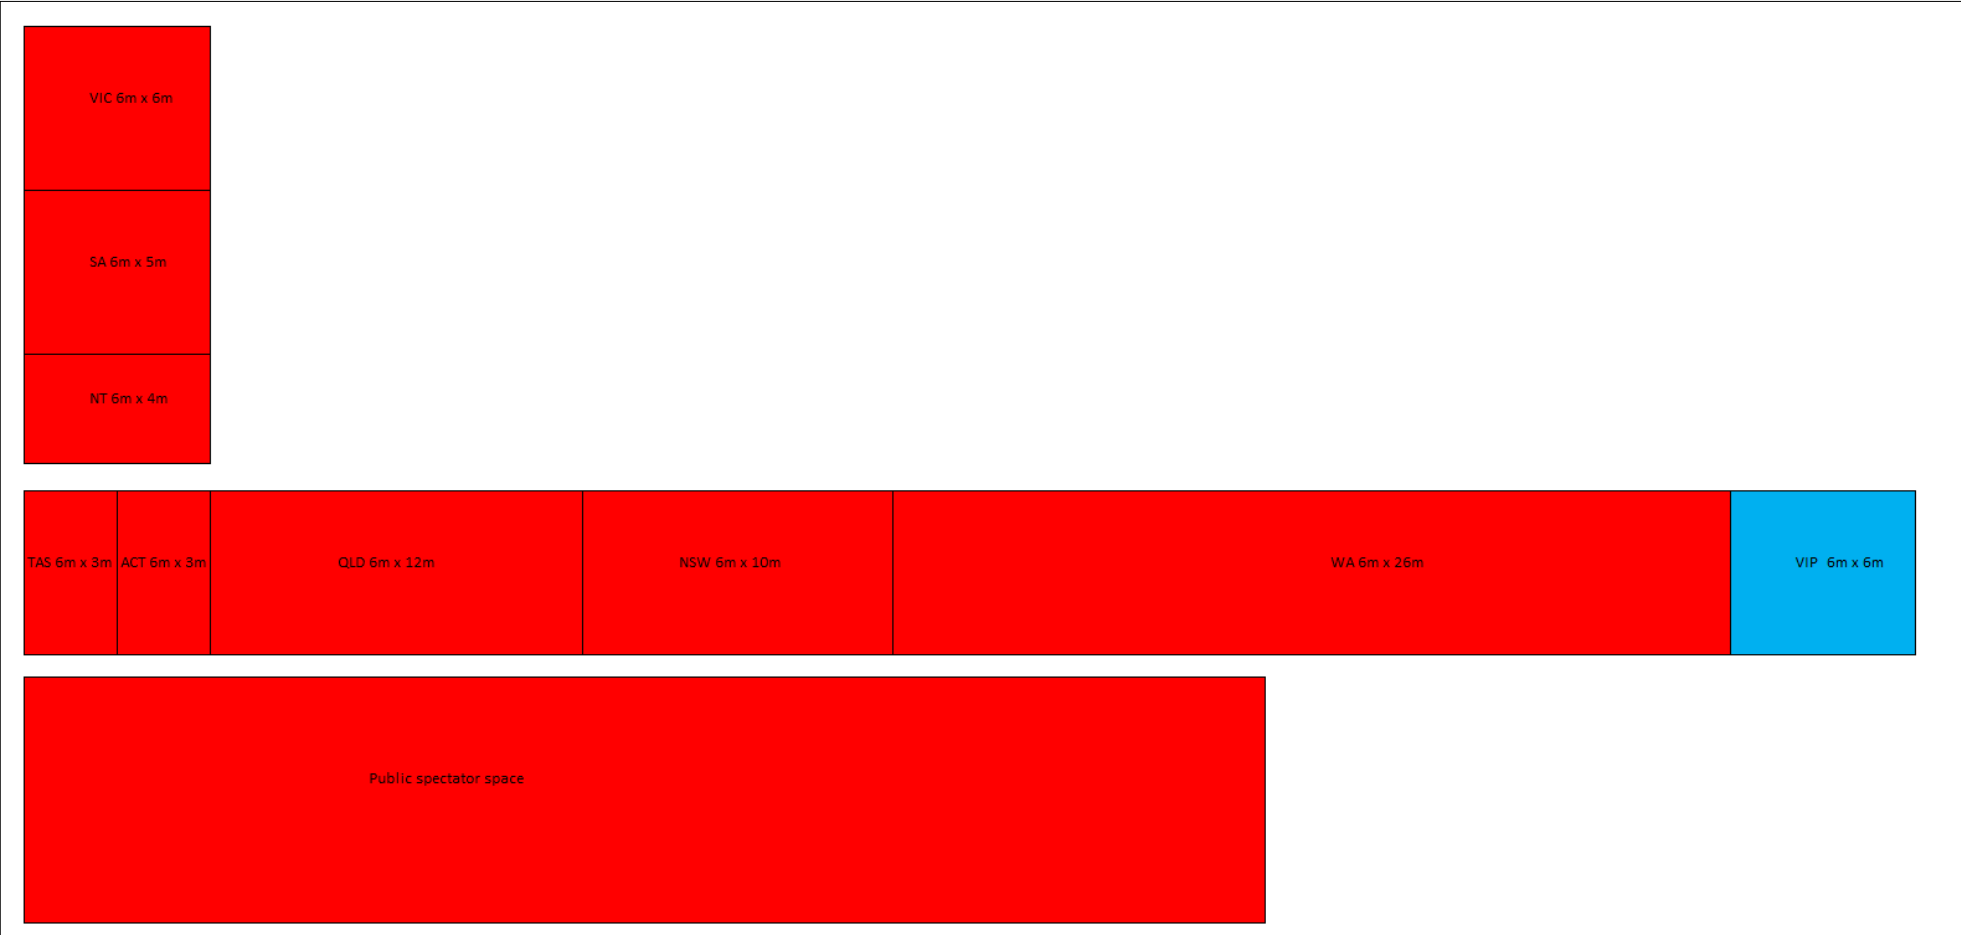 VIC 6m x 6m
SA 6m x 5m
NT 6m x 4m
TAS 6m x 3m
ACT 6m x 3m
QLD 6m x 12m
NSW 6m x 10m
WA 6m x 26m
VIP  6m x 6m
Public spectator space